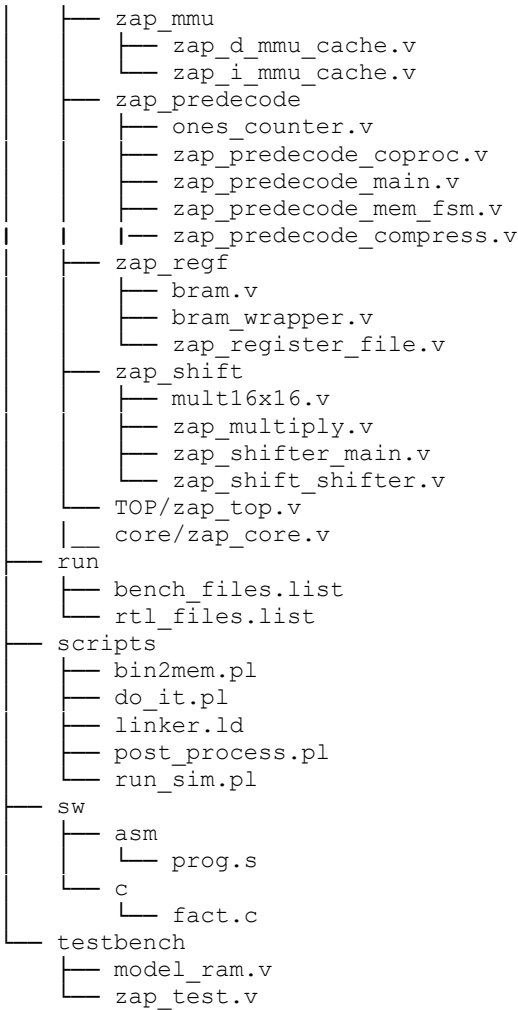 │   ├── zap_mmu
│   │   ├── zap_d_mmu_cache.v
│   │   └── zap_i_mmu_cache.v
│   ├── zap_predecode
│   │   ├── ones_counter.v
│   │   ├── zap_predecode_coproc.v
│   │   ├── zap_predecode_main.v
│   │   ├── zap_predecode_mem_fsm.v
|   |   |── zap_predecode_compress.v
│   ├── zap_regf
│   │   ├── bram.v
│   │   ├── bram_wrapper.v
│   │   └── zap_register_file.v
│   ├── zap_shift
│   │   ├── mult16x16.v
│   │   ├── zap_multiply.v
│   │   ├── zap_shifter_main.v
│   │   └── zap_shift_shifter.v
│   └── TOP/zap_top.v
│   |__ core/zap_core.v
├── run
│   ├── bench_files.list
│   └── rtl_files.list
├── scripts
│   ├── bin2mem.pl
│   ├── do_it.pl
│   ├── linker.ld
│   ├── post_process.pl
│   └── run_sim.pl
├── sw
│   ├── asm
│   │   └── prog.s
│   └── c
│       └── fact.c
└── testbench
    ├── model_ram.v
    └── zap_test.v